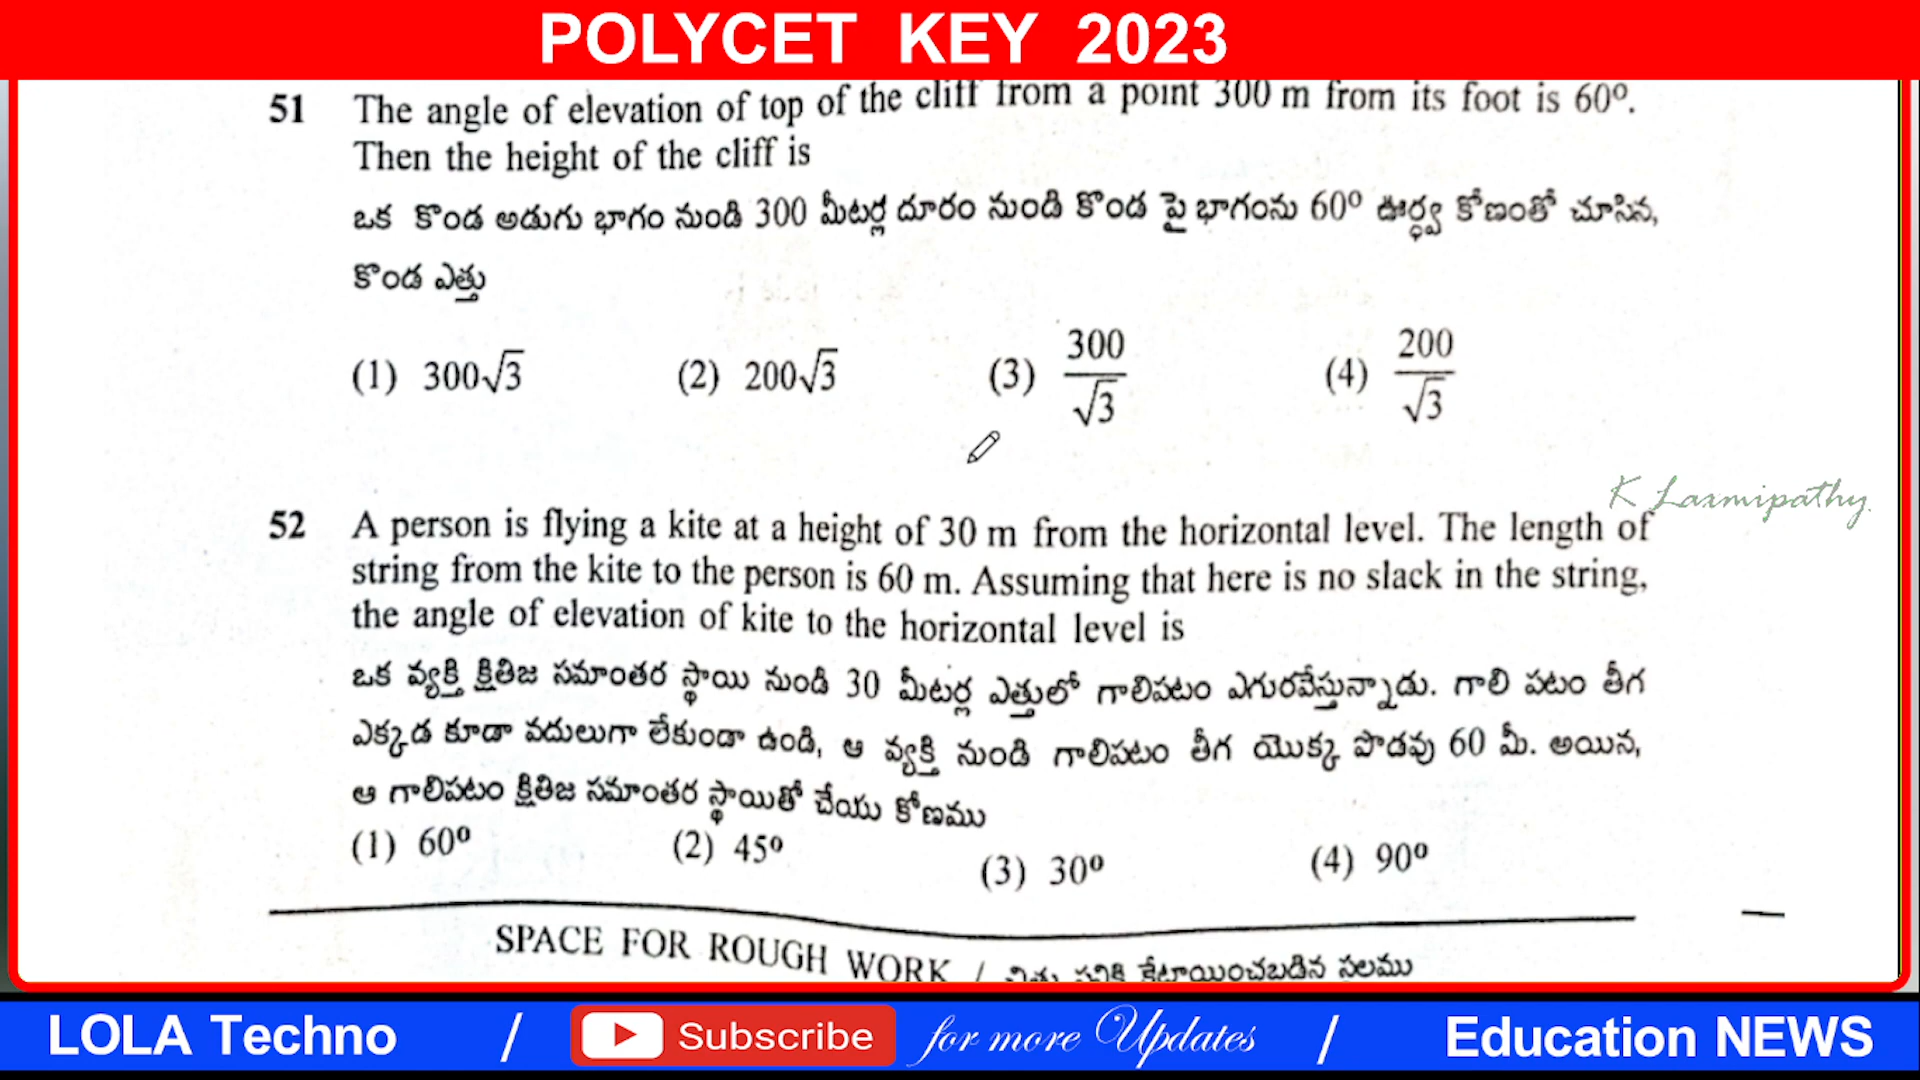 POLYCET KEY 2023
51 The angle of elevation of top of the cliff from a point 300 m from its foot is 60º.
Then the height of the cliff is
ఒక కొండ అడుగు భాగం నుండి 300 మీటర్ల దూరం నుండి కొండ పై భాగంను 60º ఊర్ధ్వ కోణంతో చూసిన,
కొండ ఎత్తు
(1) 300√3 (2) 200√3 (3) 300/√3 (4) 200/√3
K Laxmipathy.
52 A person is flying a kite at a height of 30 m from the horizontal level. The length of
string from the kite to the person is 60 m. Assuming that here is no slack in the string,
the angle of elevation of kite to the horizontal level is
ఒక వ్యక్తి క్షితిజ సమాంతర స్థాయి నుండి 30 మీటర్ల ఎత్తులో గాలిపటం ఎగురవేస్తున్నాడు. గాలి పటం తీగ
ఎక్కడ కూడా వదులుగా లేకుండా ఉండి, ఆ వ్యక్తి నుండి గాలిపటం తీగ యొక్క పొడవు 60 మీ. అయిన,
ఆ గాలిపటం క్షితిజ సమాంతర స్థాయితో చేయు కోణము
(1) 60º (2) 45º (3) 30º (4) 90º
SPACE FOR ROUGH WORK /
LOLA Techno / Subscribe for more Updates / Education NEWS